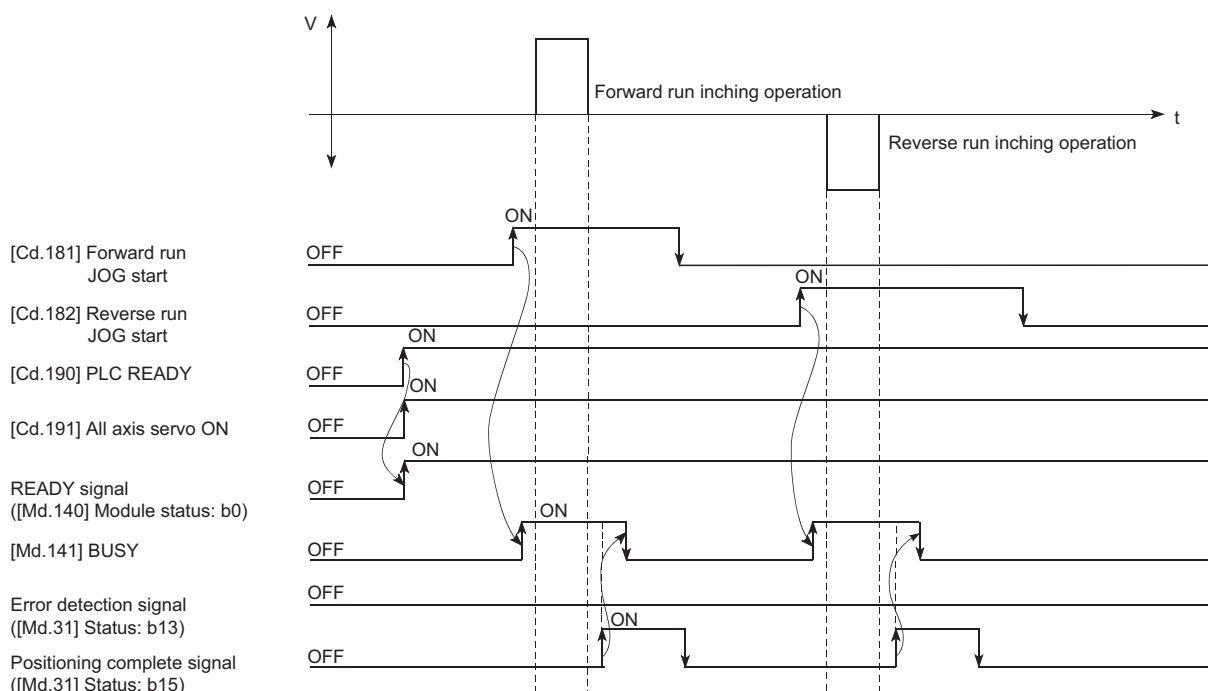 V
Forward run inching operation
t
Reverse run inching operation
ON
[Cd.181] Forward run
JOG start
OFF
ON
[Cd.182] Reverse run
JOG start
OFF
ON
[Cd.190] PLC READY
OFF
ON
[Cd.191] All axis servo ON
OFF
ON
READY signal
([Md.140] Module status: b0)
OFF
ON
[Md.141] BUSY
OFF
Error detection signal
([Md.31] Status: b13)
OFF
ON
Positioning complete signal
([Md.31] Status: b15)
OFF